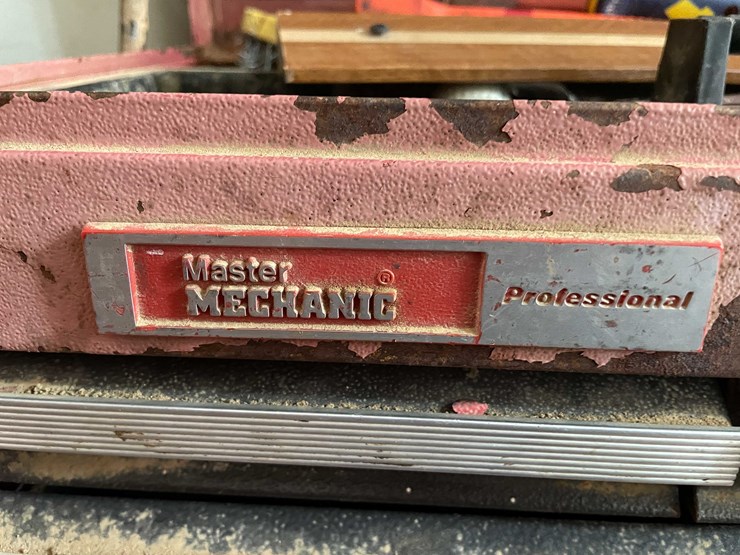 Master
MECHANIC ®
Professional